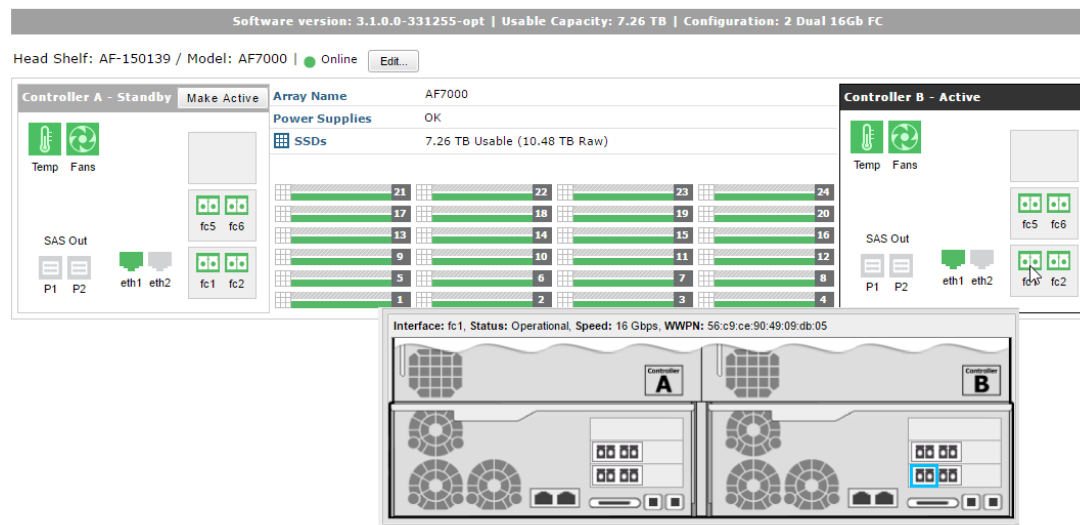 Software version: 3.1.0.0-331255-opt | Usable Capacity: 7.26 TB | Configuration: 2 Dual 16Gb FC
Head Shelf: AF-150139 / Model: AF7000 | Online Edit...
Controller A - Standby Make Active
Temp Fans
fc5 fc6
SAS Out
P1 P2
eth1 eth2
fc1 fc2
Array Name AF7000
Power Supplies OK
SSDs 7.26 TB Usable (10.48 TB Raw)
21 22 23 24
17 18 19 20
13 14 15 16
9 10 11 12
5 6 7 8
1 2 3 4
Controller B - Active
Temp Fans
fc5 fc6
SAS Out
P1 P2
eth1 eth2
fc2
Interface: fc1, Status: Operational, Speed: 16 Gbps, WWPN: 56:c9:ce:90:49:09:db:05
Controller
A
Controller
B